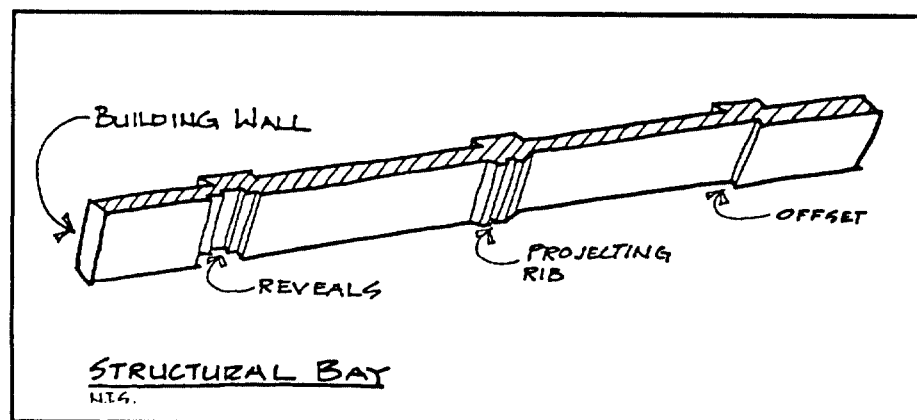 BUILDING WALL
OFFSET
PROJECTING
RIB
REVEALS
STRUCTURAL BAY
N.T.S.